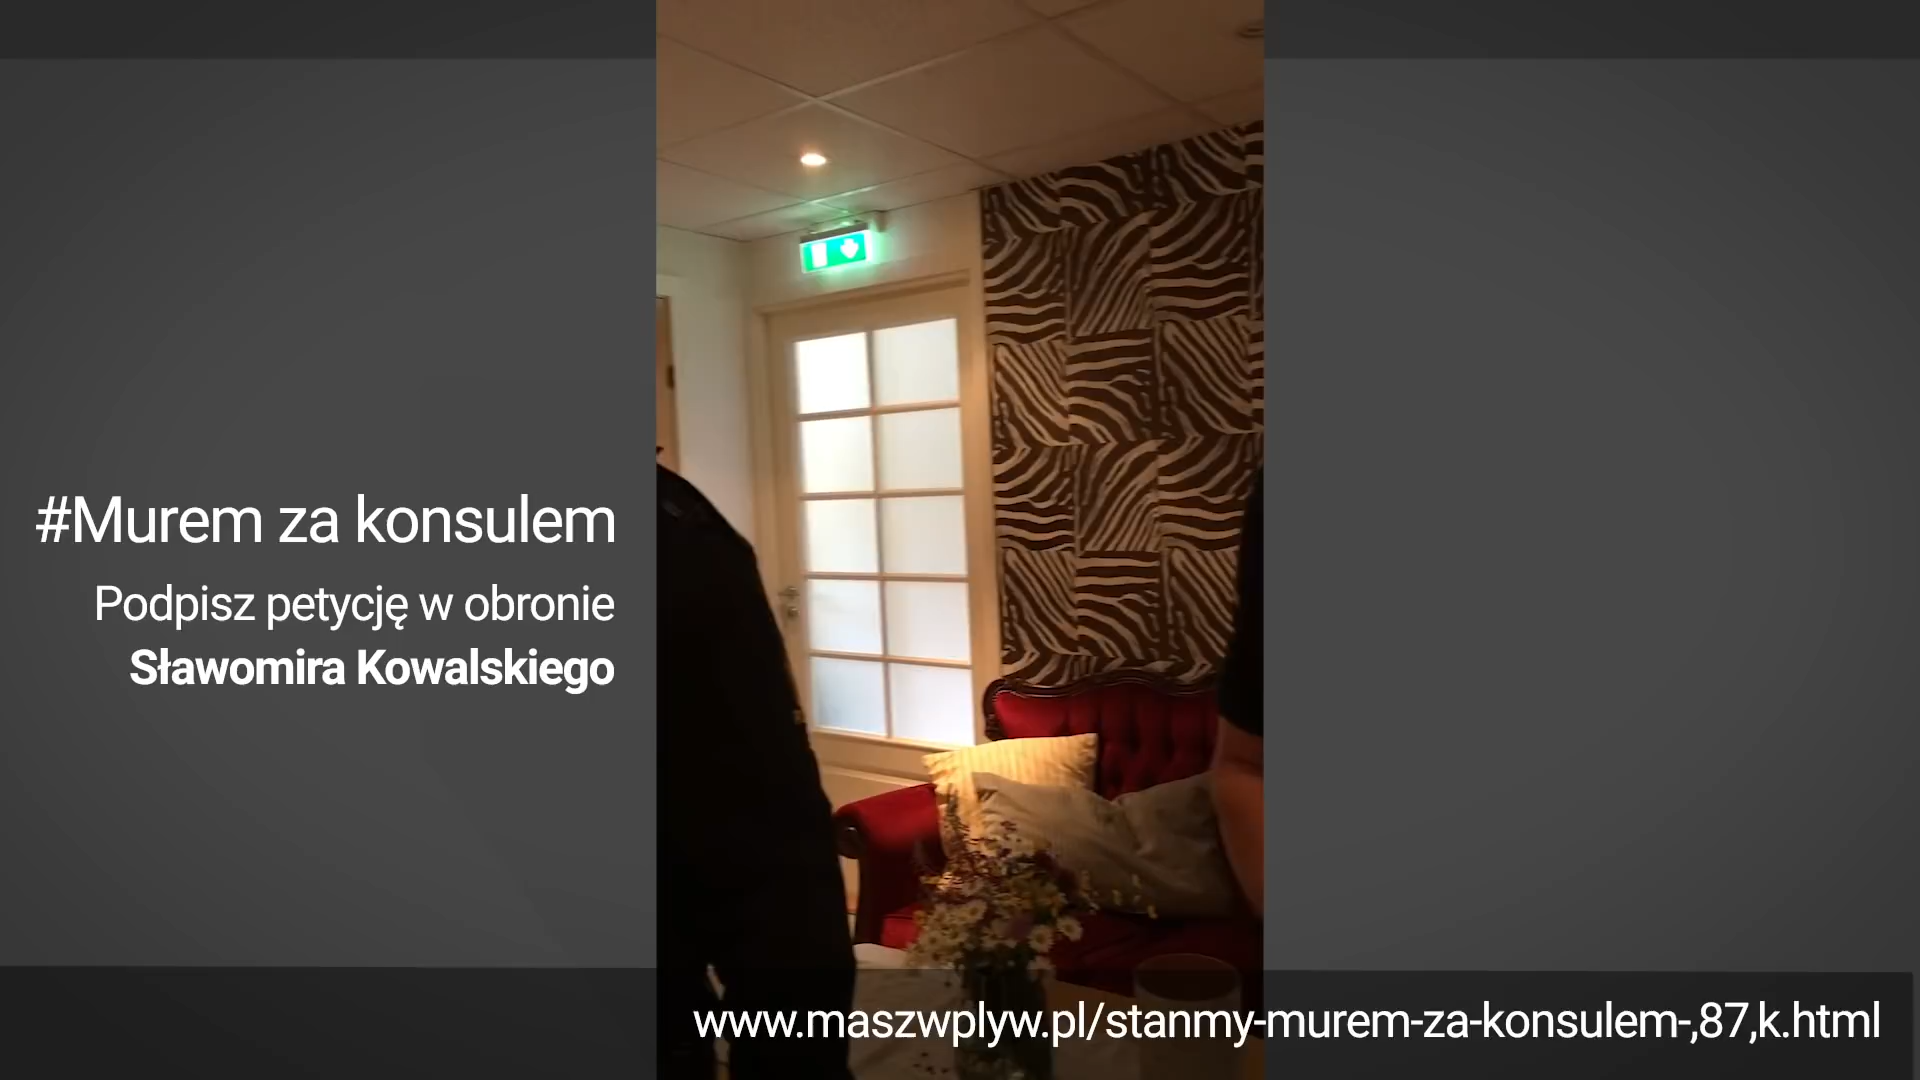 #Murem za konsulem
Podpisz petycję w obronie
Sławomira Kowalskiego
www.maszwplyw.pl/stanmy-murem-za-konsulem-,87,k.html